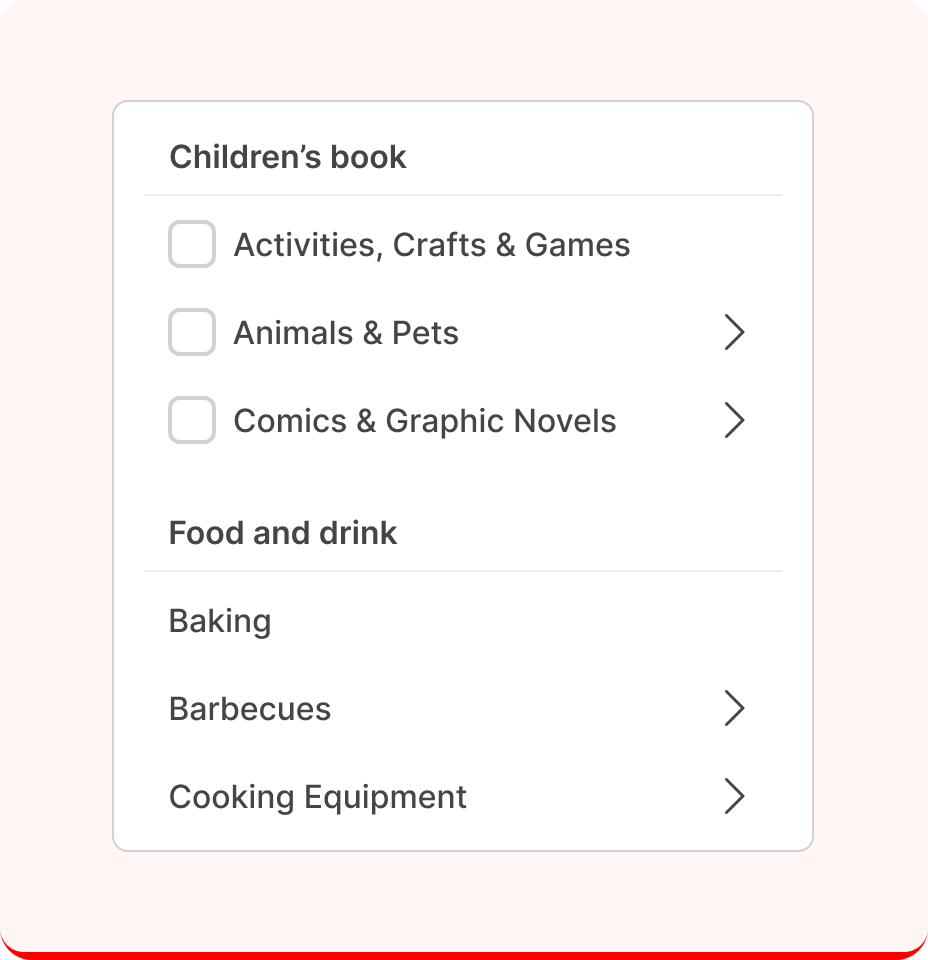 Children’s book
Activities, Crafts & Games
Animals & Pets
Comics & Graphic Novels
Food and drink
Baking
Barbecues
Cooking Equipment